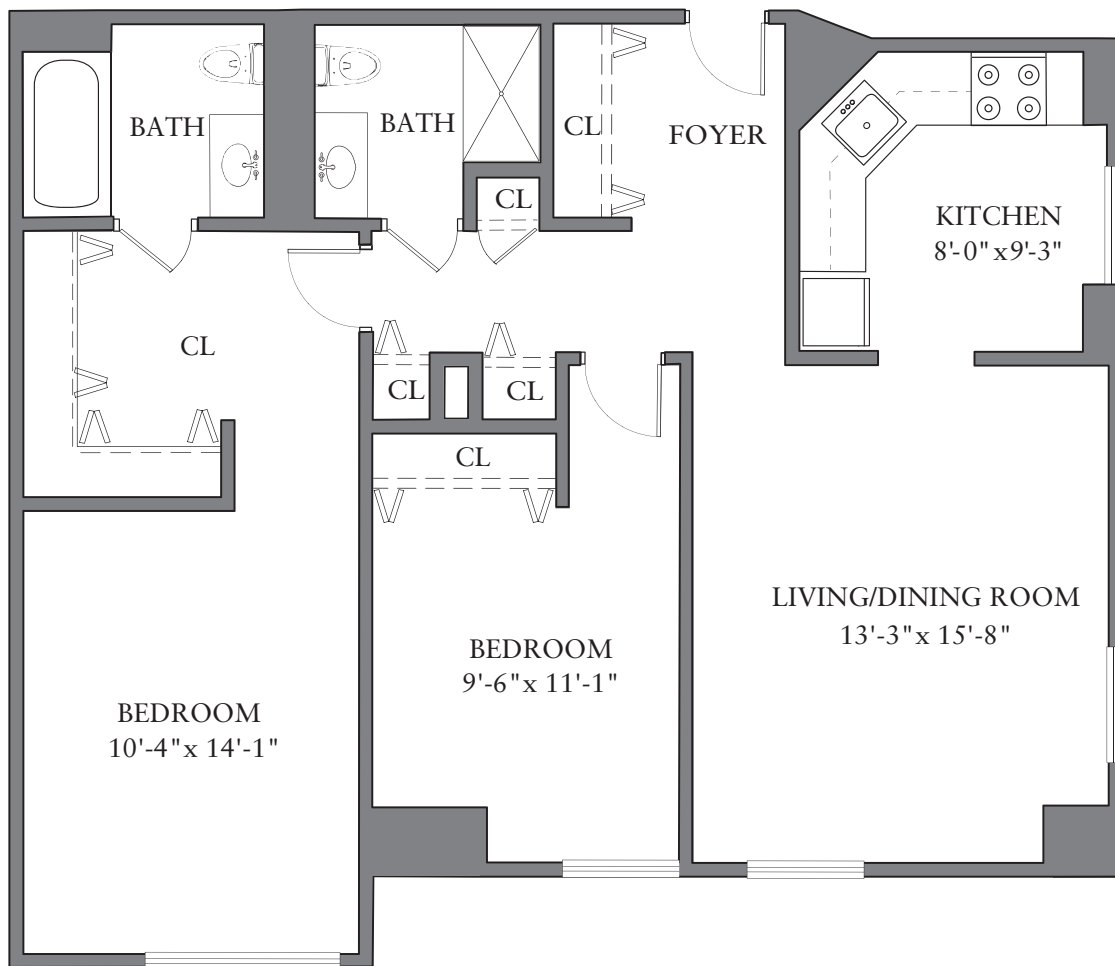 BATH
BATH
CL
FOYER
CL
KITCHEN
8'-0" x 9'-3"
CL
CL
CL
CL
LIVING/DINING ROOM
13'-3" x 15'-8"
BEDROOM
9'-6" x 11'-1"
BEDROOM
10'-4" x 14'-1"